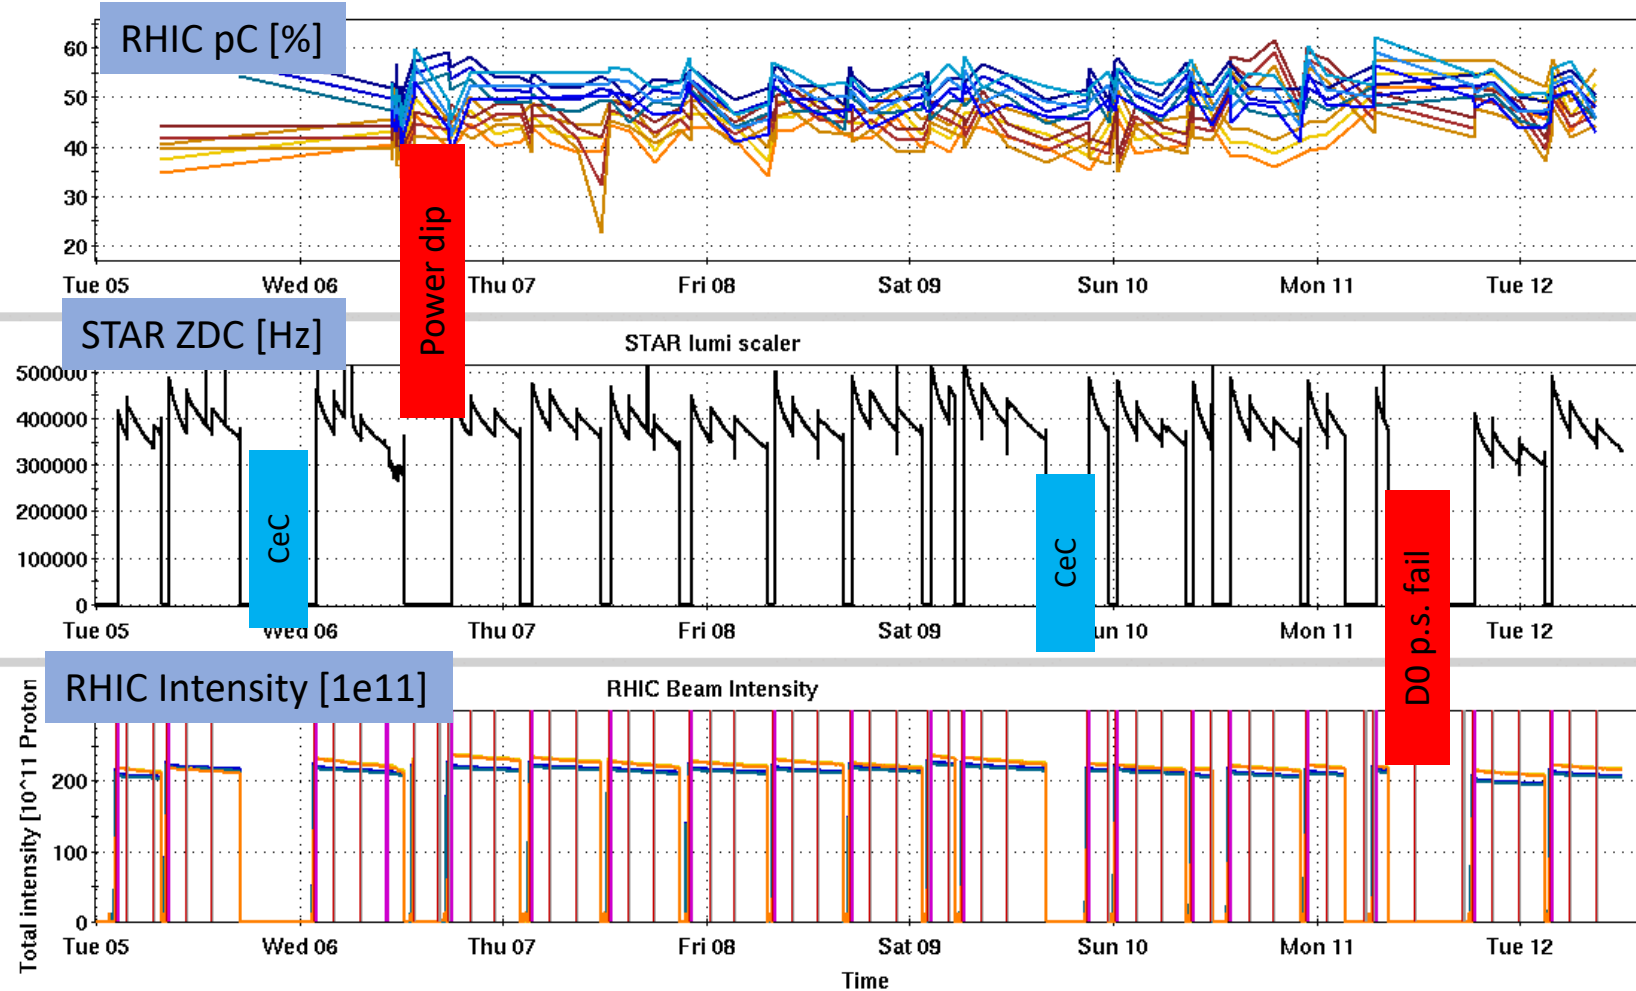 RHIC pC [%]
60
50
40
30
20
Tue 05 Wed 06 Thu 07 Fri 08 Sat 09 Sun 10 Mon 11 Tue 12
Power dip
STAR ZDC [Hz]
STAR lumi scaler
500000
400000
300000
200000
100000
0
CeC
CeC
Tue 05 Wed 06 Thu 07 Fri 08 Sat 09 Sun 10 Mon 11 Tue 12
D0 p.s. fail
RHIC Intensity [1e11]
RHIC Beam Intensity
Total intensity [10^11 Proton
200
100
0
Tue 05 Wed 06 Thu 07 Fri 08 Sat 09 Sun 10 Mon 11 Tue 12
Time